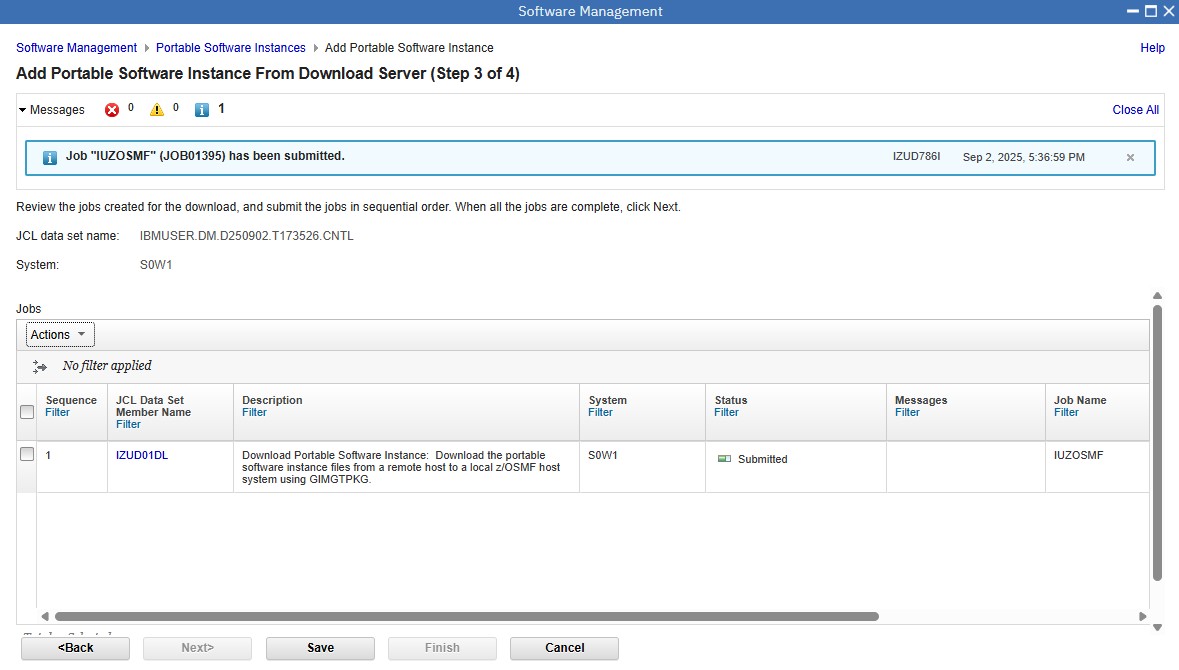 Software Management
Software Management Portable Software Instances Add Portable Software Instance Help
Add Portable Software Instance From Download Server (Step 3 of 4)
Messages 0 0 1 Close All
Job "IUZOSMF" (JOB01395) has been submitted. IZUD786I Sep 2, 2025, 5:36:59 PM
Review the jobs created for the download, and submit the jobs in sequential order. When all the jobs are complete, click Next.
JCL data set name: IBMUSER.DM.D250902.T173526.CNTL
System: S0W1
Jobs
Actions
No filter applied
Sequence
Filter
JCL Data Set
Member Name
Filter
Description
Filter
System
Filter
Status
Filter
Messages
Filter
Job Name
Filter
1
IZUD01DL
Download Portable Software Instance: Download the portable
software instance files from a remote host to a local z/OSMF host
system using GIMGTPKG.
S0W1
Submitted
IUZOSMF
<Back Next> Save Finish Cancel